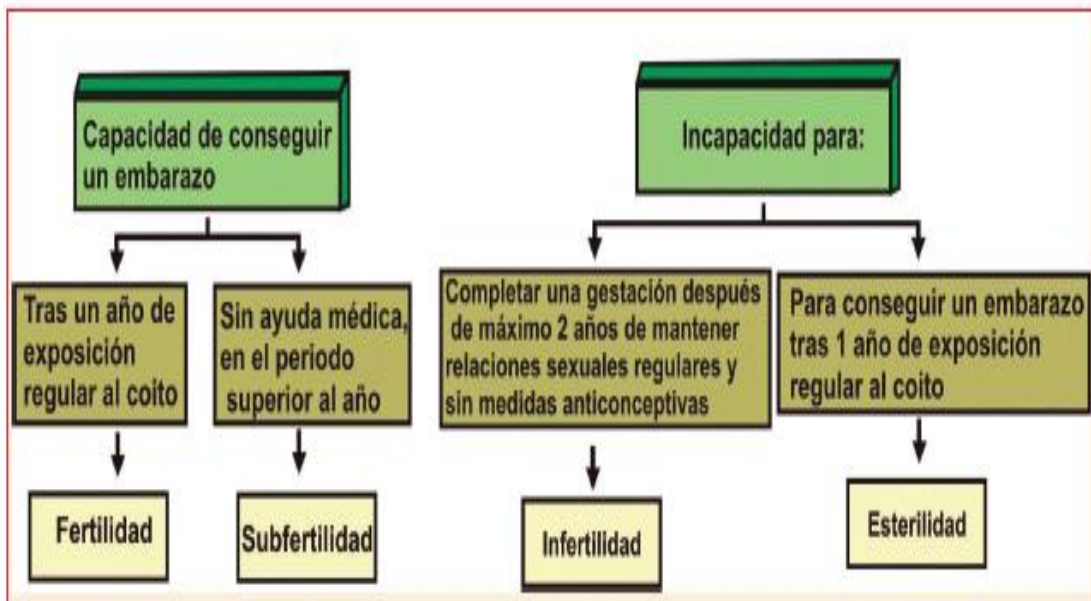 Capacidad de conseguir
un embarazo
Incapacidad para:
Tras un año de
exposición
regular al coito
Sin ayuda médica,
en el periodo
superior al año
Completar una gestación después
de máximo 2 años de mantener
relaciones sexuales regulares y
sin medidas anticonceptivas
Para conseguir un embarazo
tras 1 año de exposición
regular al coito
Fertilidad
Subfertilidad
Infertilidad
Esterilidad